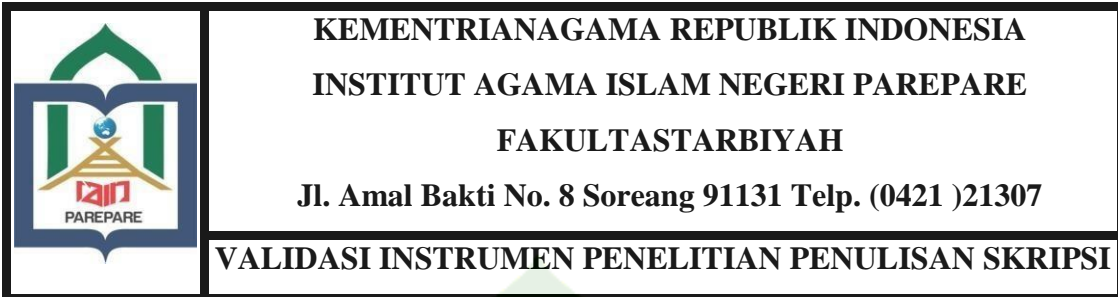 KEMENTRIANAGAMA REPUBLIK INDONESIA
INSTITUT AGAMA ISLAM NEGERI PAREPARE
FAKULTASTARBIYAH
Jl. Amal Bakti No. 8 Soreang 91131 Telp. (0421 )21307
iain
PAREPARE
VALIDASI INSTRUMEN PENELITIAN PENULISAN SKRIPSI